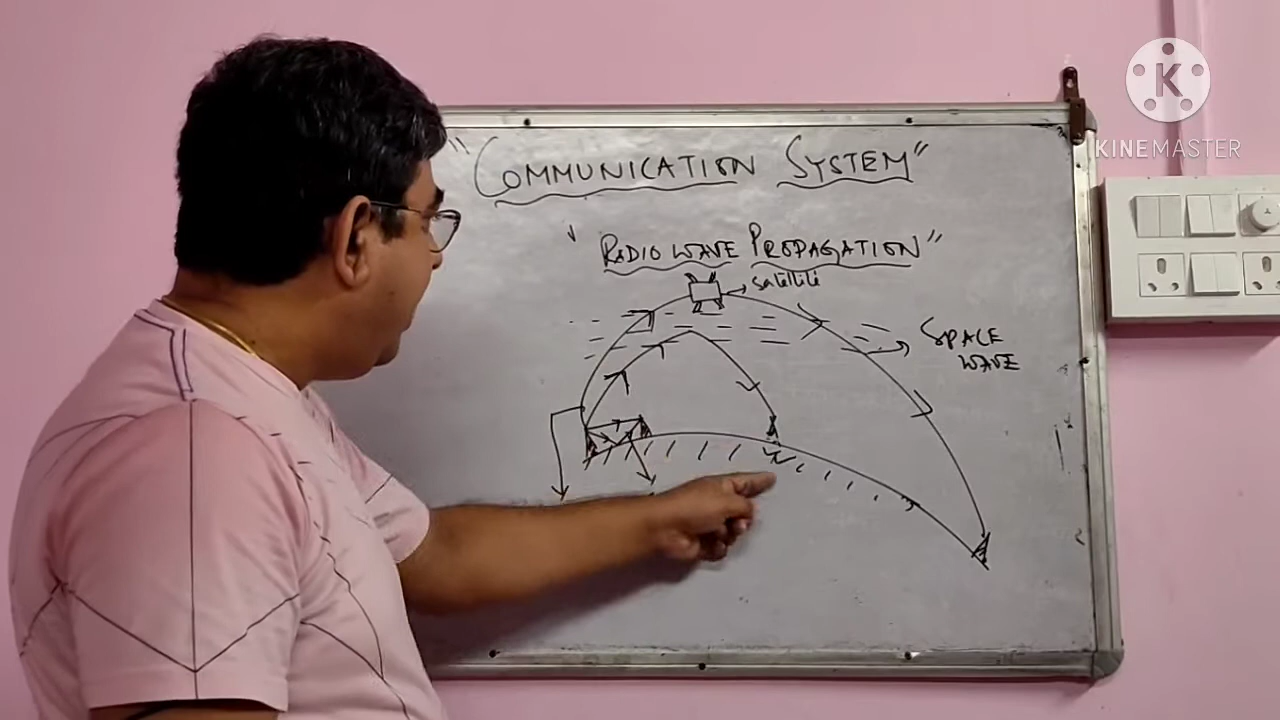 K
KINEMASTER
"COMMUNICATION SYSTEM"
" RADIO WAVE PROPAGATION"
satellite
SPACE
WAVE